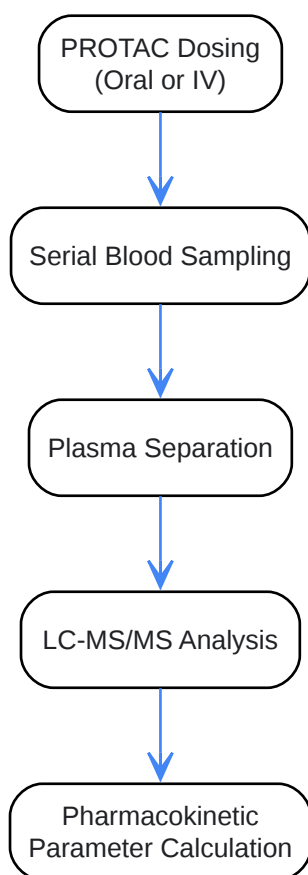 PROTAC Dosing
(Oral or IV)
Serial Blood Sampling
Plasma Separation
LC-MS/MS Analysis
Pharmacokinetic
Parameter Calculation